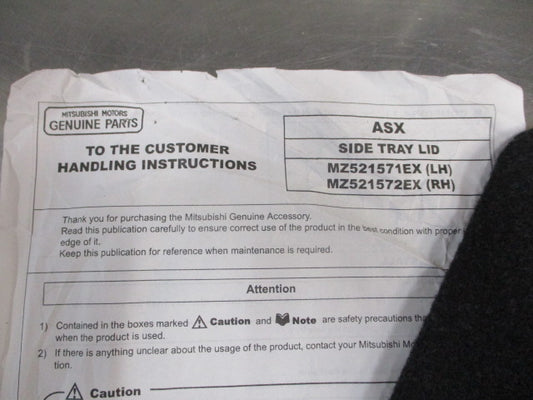 MITSUBISHI MOTORS
GENUINE PARTS
TO THE CUSTOMER
HANDLING INSTRUCTIONS
ASX
SIDE TRAY LID
MZ521571EX (LH)
MZ521572EX (RH)
Thank you for purchasing the Mitsubishi Genuine Accessory.
Read this publication carefully to ensure correct use of the product in the best condition with proper
edge of it.
Keep this publication for reference when maintenance is required.
Attention
1) Contained in the boxes marked Caution and Note are safety precautions
when the product is used.
2) If there is anything unclear about the usage of the product, contact your Mitsubishi
tion.
Caution